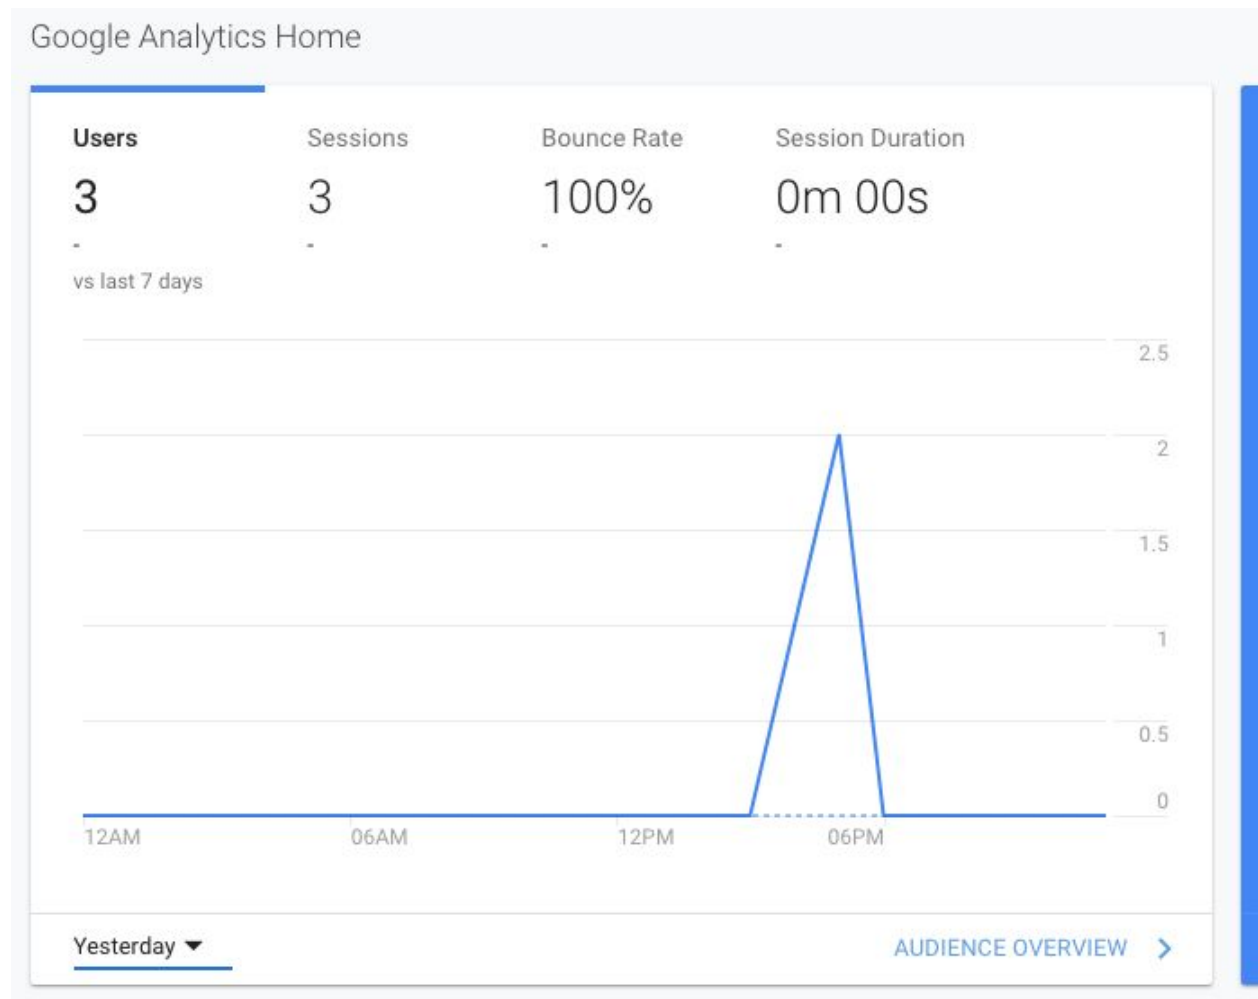 Google Analytics Home
Users Sessions Bounce Rate Session Duration
3 3 100% 0m 00s
- - - -
vs last 7 days
2.5
2
1.5
1
0.5
0
12AM 06AM 12PM 06PM
Yesterday AUDIENCE OVERVIEW